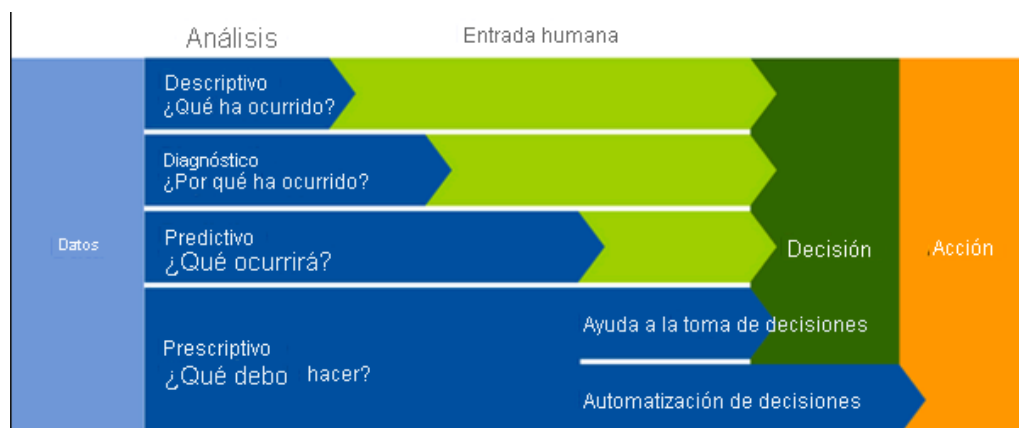 Análisis
Entrada humana
Descriptivo
¿Qué ha ocurrido?
Diagnóstico
¿Por qué ha ocurrido?
Datos
Predictivo
¿Qué ocurrirá?
Decisión
.Acción
Ayuda a la toma de decisiones
Prescriptivo
¿Qué debo hacer?
Automatización de decisiones